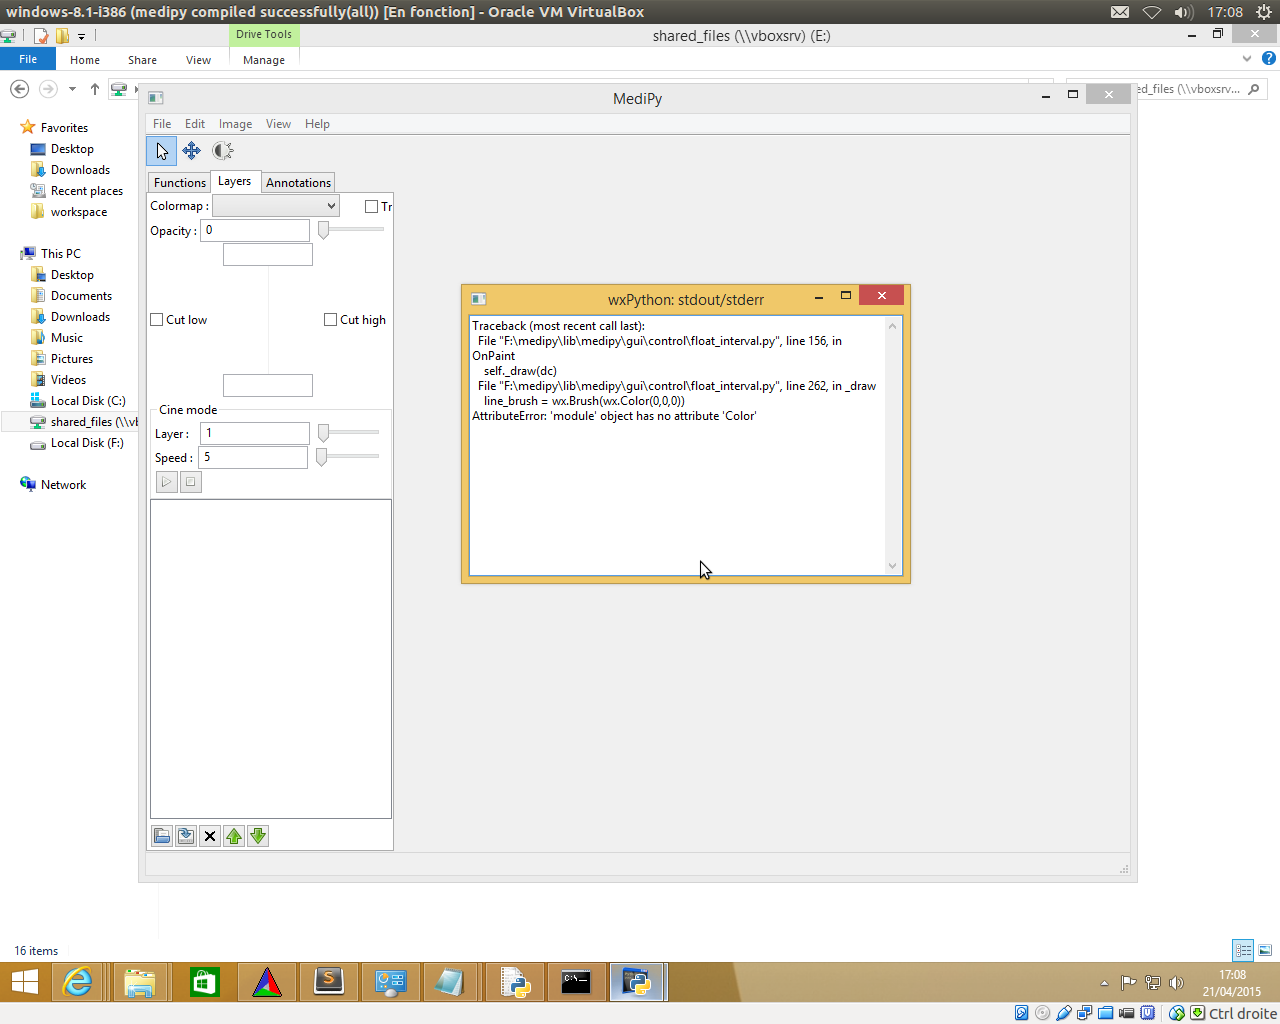 windows-8.1-i386 (medipy compiled successfully(all)) [En fonction] - Oracle VM VirtualBox
17:08
Drive Tools
shared_files (\\vboxsrv) (E:)
File
Home
Share
View
Manage
ed_files (\\vboxsrv...
Favorites
Desktop
Downloads
Recent places
workspace
This PC
Desktop
Documents
Downloads
Music
Pictures
Videos
Local Disk (C:)
shared_files (\\vb
Local Disk (F:)
Network
16 items
MediPy
File
Edit
Image
View
Help
Functions
Layers
Annotations
Colormap :
Tr
Opacity :
0
Cut low
Cut high
Cine mode
Layer :
1
Speed :
5
wxPython: stdout/stderr
Traceback (most recent call last):
File "F:\medipy\lib\medipy\gui\control\float_interval.py", line 156, in
OnPaint
self._draw(dc)
File "F:\medipy\lib\medipy\gui\control\float_interval.py", line 262, in _draw
line_brush = wx.Brush(wx.Color(0,0,0))
AttributeError: 'module' object has no attribute 'Color'
C:\_
17:08
21/04/2015
Ctrl droite